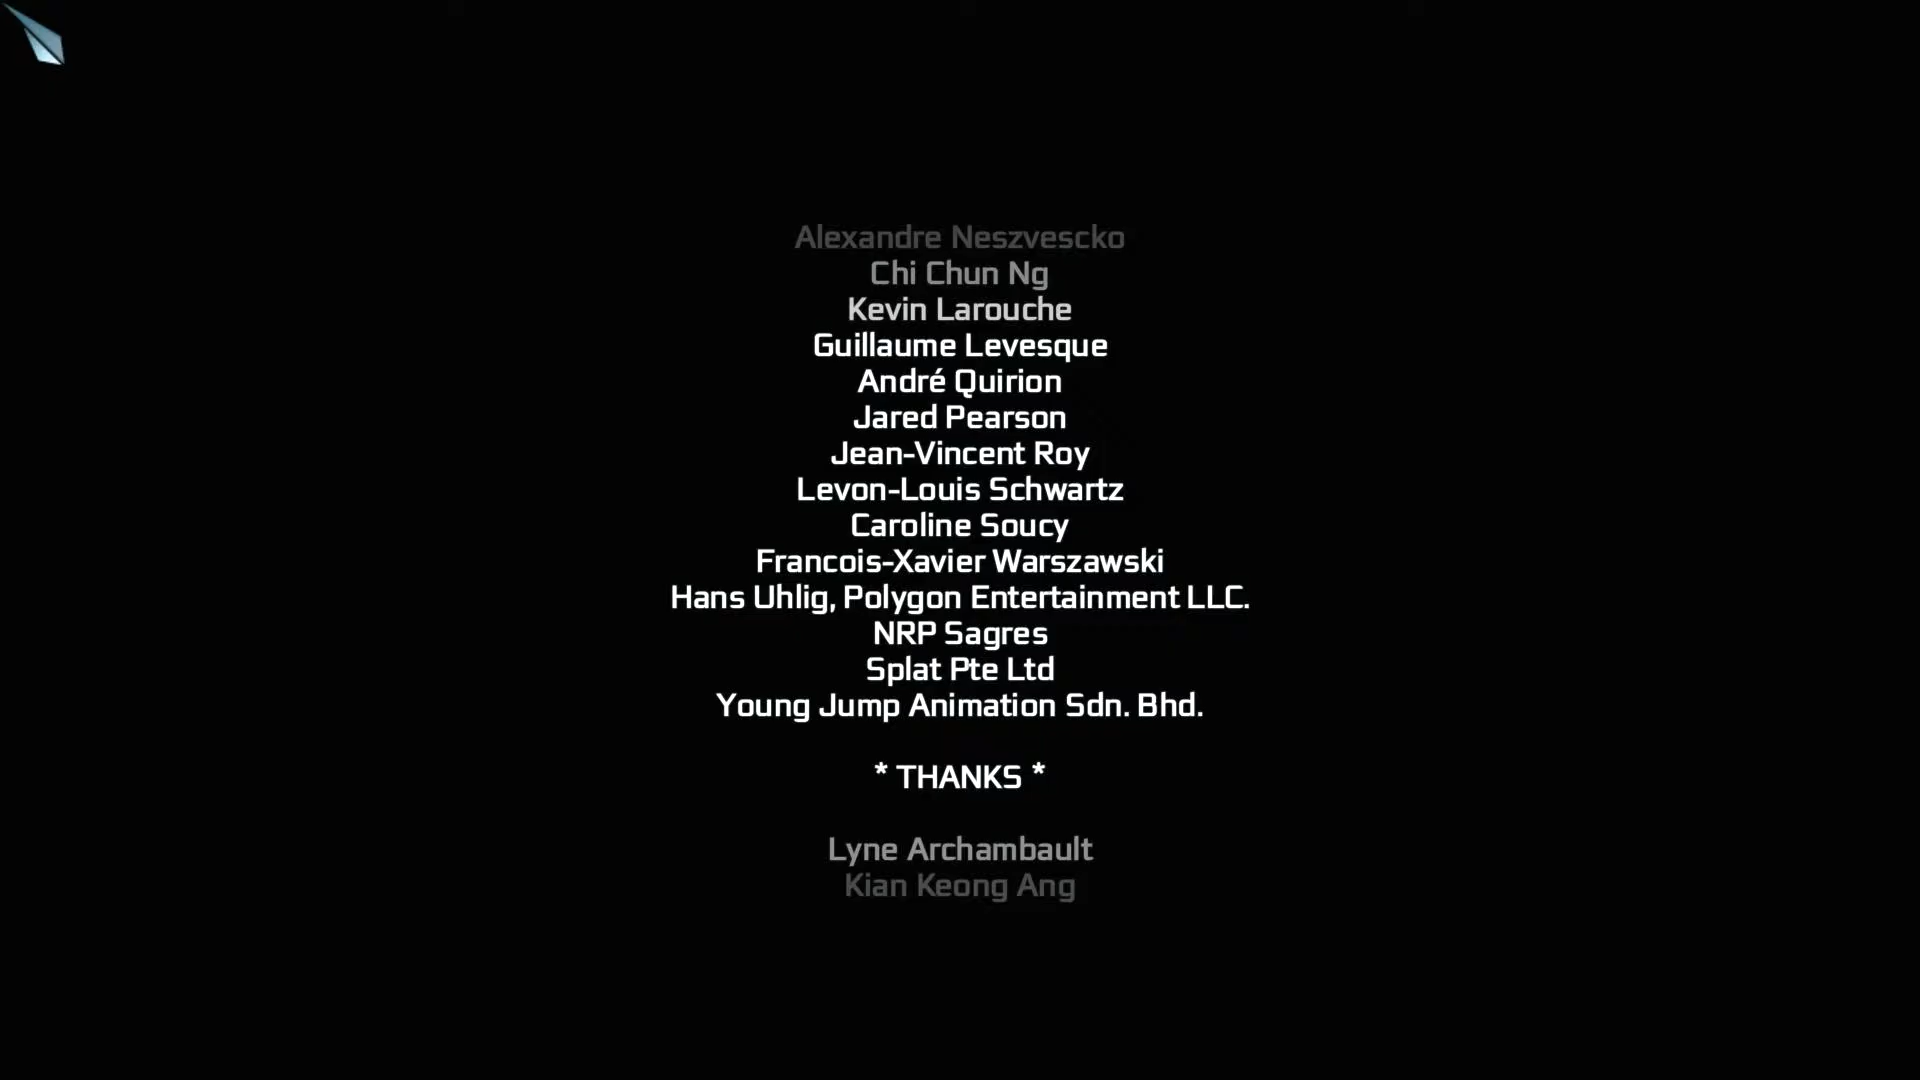 Alexandre Neszvescko
Chi Chun Ng
Kevin Larouche
Guillaume Levesque
André Quirion
Jared Pearson
Jean-Vincent Roy
Levon-Louis Schwartz
Caroline Soucy
Francois-Xavier Warszawski
Hans Uhlig, Polygon Entertainment LLC.
NRP Sagres
Splat Pte Ltd
Young Jump Animation Sdn. Bhd.
* THANKS *
Lyne Archambault
Kian Keong Ang